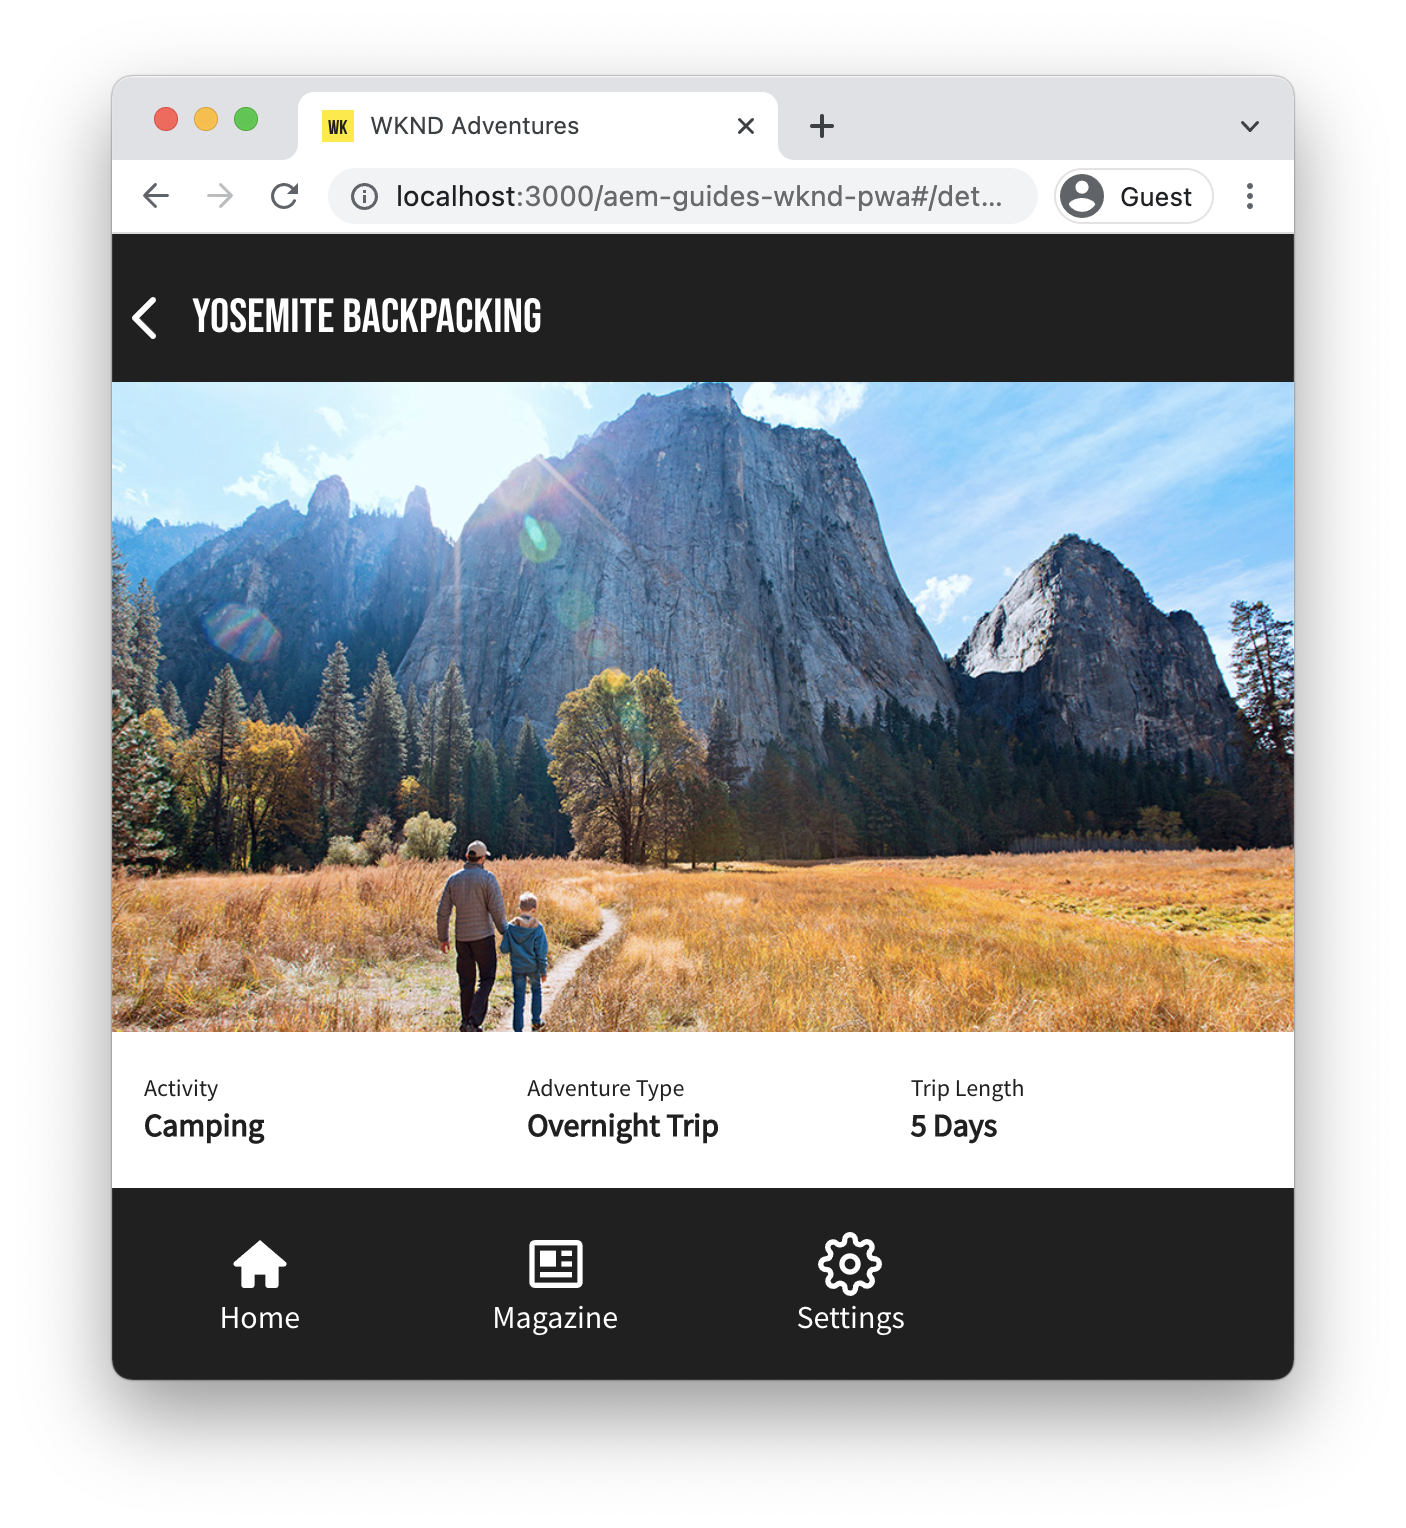 WK WKND Adventures
localhost:3000/aem-guides-wknd-pwa#/det... Guest
YOSEMITE BACKPACKING
Activity Adventure Type Trip Length
Camping Overnight Trip 5 Days
Home Magazine Settings